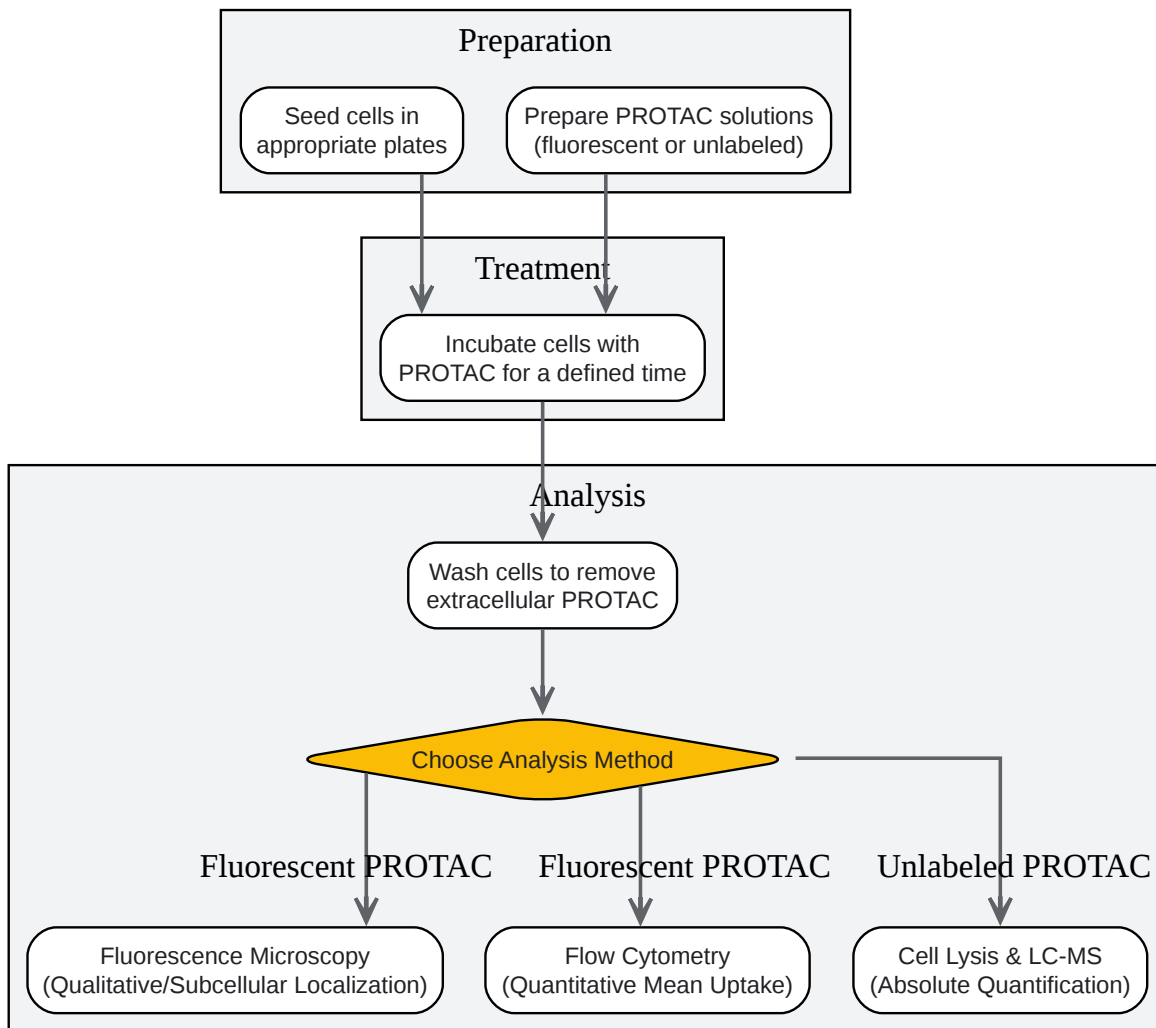 Preparation
Seed cells in
appropriate plates
Prepare PROTAC solutions
(fluorescent or unlabeled)
Treatment
Incubate cells with
PROTAC for a defined time
Analysis
Wash cells to remove
extracellular PROTAC
Choose Analysis Method
Fluorescent PROTAC
Fluorescent PROTAC
Unlabeled PROTAC
Fluorescence Microscopy
(Qualitative/Subcellular Localization)
Flow Cytometry
(Quantitative Mean Uptake)
Cell Lysis & LC-MS
(Absolute Quantification)